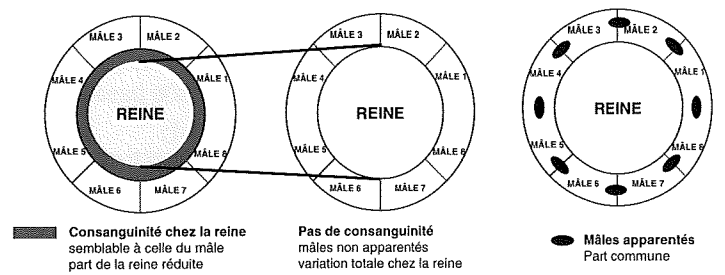 MÂLE 3
MÂLE 2
MÂLE 4
MÂLE 1
REINE
MÂLE 5
MÂLE 8
MÂLE 6
MÂLE 7
MÂLE 3
MÂLE 2
MÂLE 4
MÂLE 1
REINE
MÂLE 5
MÂLE 8
MÂLE 6
MÂLE 7
MÂLE 3
MÂLE 2
MÂLE 4
MÂLE 1
REINE
MÂLE 5
MÂLE 8
MÂLE 6
MÂLE 7
Consanguinité chez la reine
semblable à celle du mâle
part de la reine réduite
Pas de consanguinité
mâles non apparentés
variation totale chez la reine
Mâles apparentés
Part commune